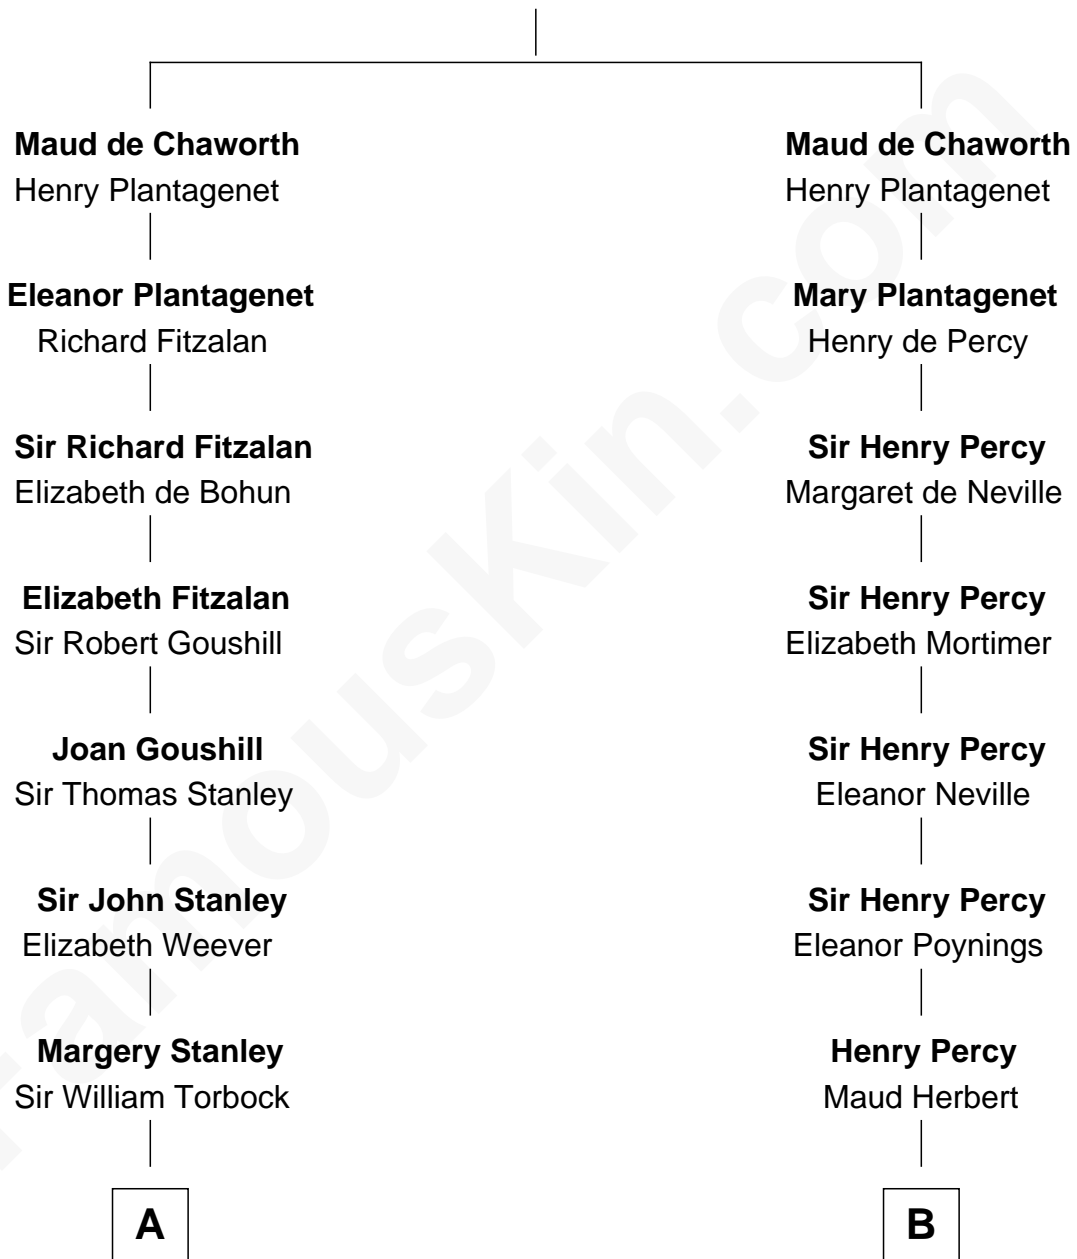 Maud de Chaworth
Henry Plantagenet
Eleanor Plantagenet
Richard Fitzalan
Sir Richard Fitzalan
Elizabeth de Bohun
Elizabeth Fitzalan
Sir Robert Goushill
Joan Goushill
Sir Thomas Stanley
Sir John Stanley
Elizabeth Weever
Margery Stanley
Sir William Torbock
A
Maud de Chaworth
Henry Plantagenet
Mary Plantagenet
Henry de Percy
Sir Henry Percy
Margaret de Neville
Sir Henry Percy
Elizabeth Mortimer
Sir Henry Percy
Eleanor Neville
Sir Henry Percy
Eleanor Poynings
Henry Percy
Maud Herbert
B
FamousKin.com